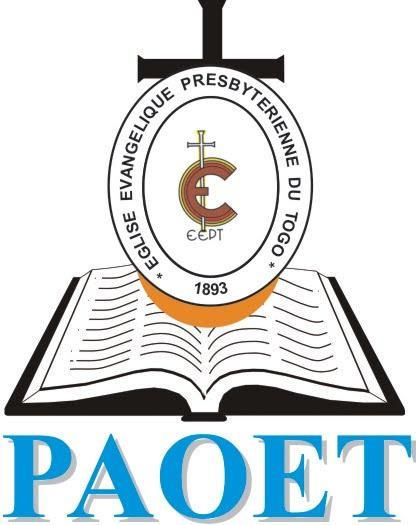 * EGLISE EVANGELIQUE PRESBYTERIENNE DU TOGO *
EEPT
1893
PAOET